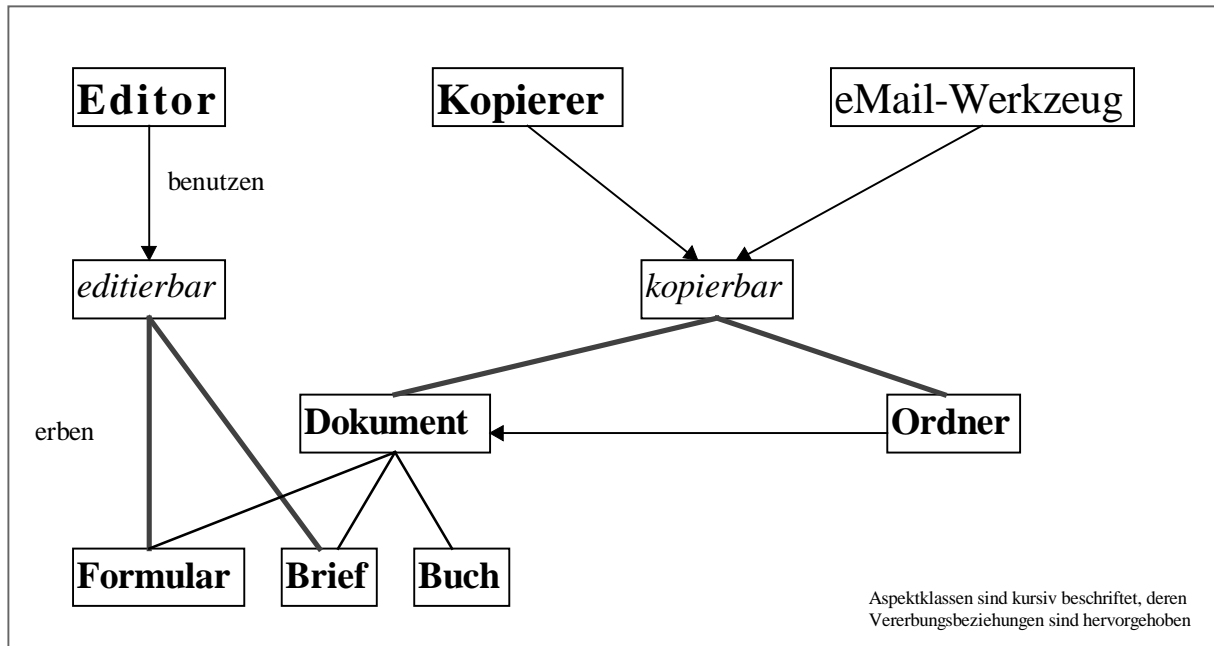 Editor
Kopierer
eMail-Werkzeug
benutzen
editierbar
kopierbar
erben
Dokument
Ordner
Formular
Brief
Buch
Aspektklassen sind kursiv beschriftet, deren
Vererbungsbeziehungen sind hervorgehoben